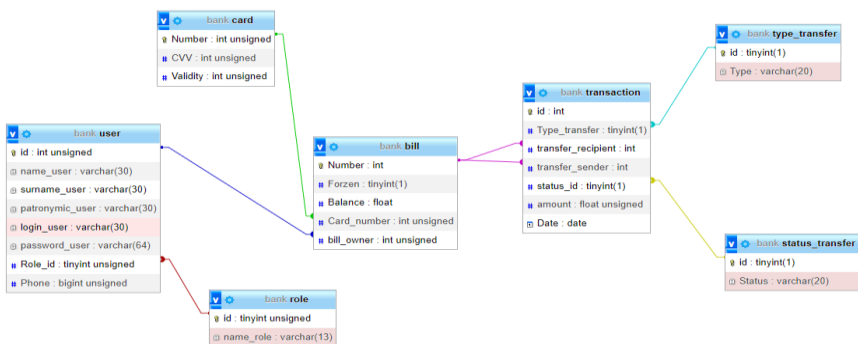 bank card
Number : int unsigned
CVV : int unsigned
Validity : int unsigned
bank user
id : int unsigned
name_user : varchar(30)
surname_user : varchar(30)
patronymic_user : varchar(30)
login_user : varchar(30)
password_user : varchar(64)
Role_id : tinyint unsigned
Phone : bigint unsigned
bank role
id : tinyint unsigned
name_role : varchar(13)
bank bill
Number : int
Forzen : tinyint(1)
Balance : float
Card_number : int unsigned
bill_owner : int unsigned
bank transaction
id : int
Type_transfer : tinyint(1)
transfer_recipient : int
transfer_sender : int
status_id : tinyint(1)
amount : float unsigned
Date : date
bank type_transfer
id : tinyint(1)
Type : varchar(20)
bank status_transfer
id : tinyint(1)
Status : varchar(20)